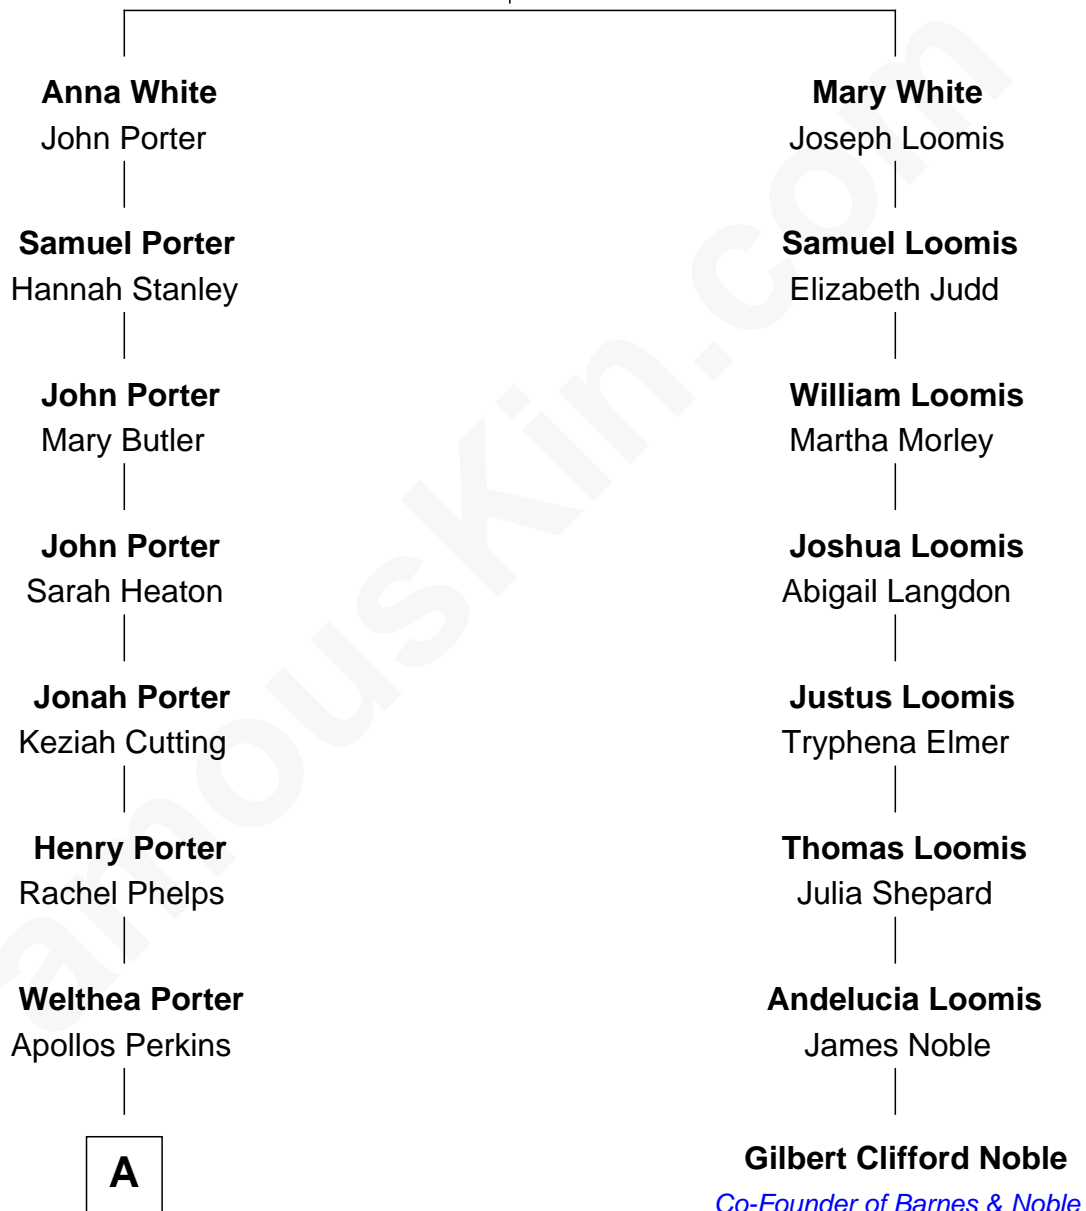 Anna White
John Porter
Mary White
Joseph Loomis
Samuel Porter
Hannah Stanley
Samuel Loomis
Elizabeth Judd
John Porter
Mary Butler
William Loomis
Martha Morley
John Porter
Sarah Heaton
Joshua Loomis
Abigail Langdon
Jonah Porter
Keziah Cutting
Justus Loomis
Tryphena Elmer
Henry Porter
Rachel Phelps
Thomas Loomis
Julia Shepard
Welthea Porter
Apollos Perkins
Andelucia Loomis
James Noble
A
Gilbert Clifford Noble
Co-Founder of Barnes & Noble
amousKin.com